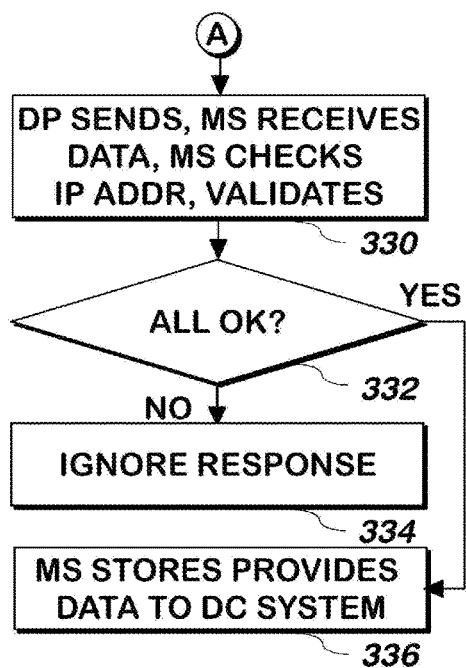 A
DP SENDS, MS RECEIVES
DATA, MS CHECKS
IP ADDR, VALIDATES
330
YES
ALL OK?
332
NO
IGNORE RESPONSE
334
MS STORES PROVIDES
DATA TO DC SYSTEM
336